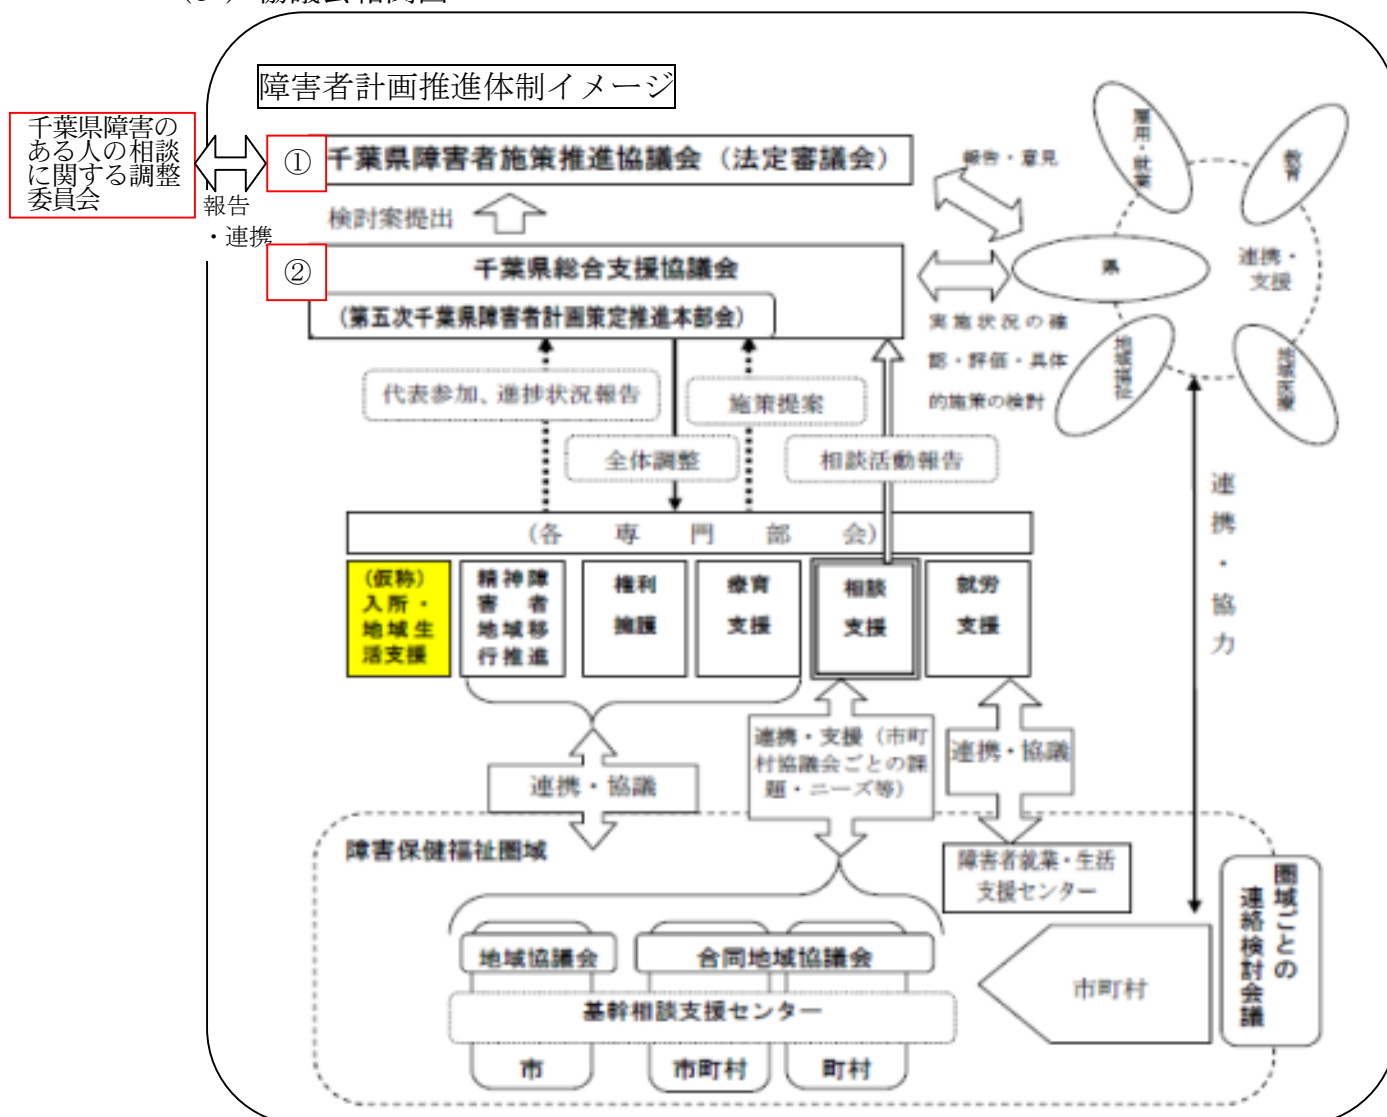 障害者計画推進体制イメージ
千葉県障害の
ある人の相談
に関する調整
委員会
報告
・連携
①
千葉県障害者施策推進協議会（法定審議会）
検討案提出
②
千葉県総合支援協議会
（第五次千葉県障害者計画策定推進本部会）
報告・意見
雇用・就業
教育
県
連携・
支援
地域福祉
地域医療
実施状況の確
認・評価・具体
的施策の検討
代表参加、進捗状況報告
施策提案
全体調整
相談活動報告
（各専門部会）
（仮称）
入所・
地域生
活支援
精神障
害者
地域移
行推進
権利
擁護
療育
支援
相談
支援
就労
支援
連携・協力
連携・協議
連携・支援（市町
村協議会ごとの課
題・ニーズ等）
連携・協議
障害保健福祉圏域
障害者就業・生活
支援センター
圏域ごとの
連絡検討会議
地域協議会
合同地域協議会
基幹相談支援センター
市
市町村
町村
市町村